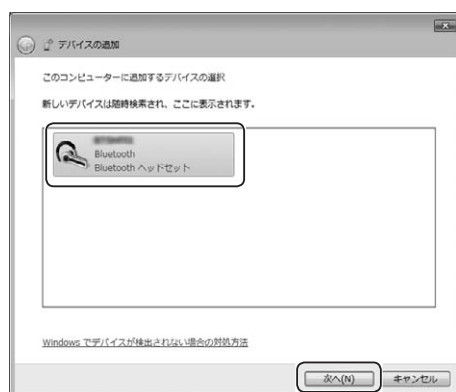 デバイスの追加
このコンピューターに追加するデバイスの選択
新しいデバイスは随時検索され、ここに表示されます。
Bluetooth
Bluetooth ヘッドセット
Windows でデバイスが検出されない場合の対処方法
次へ(N)
キャンセル